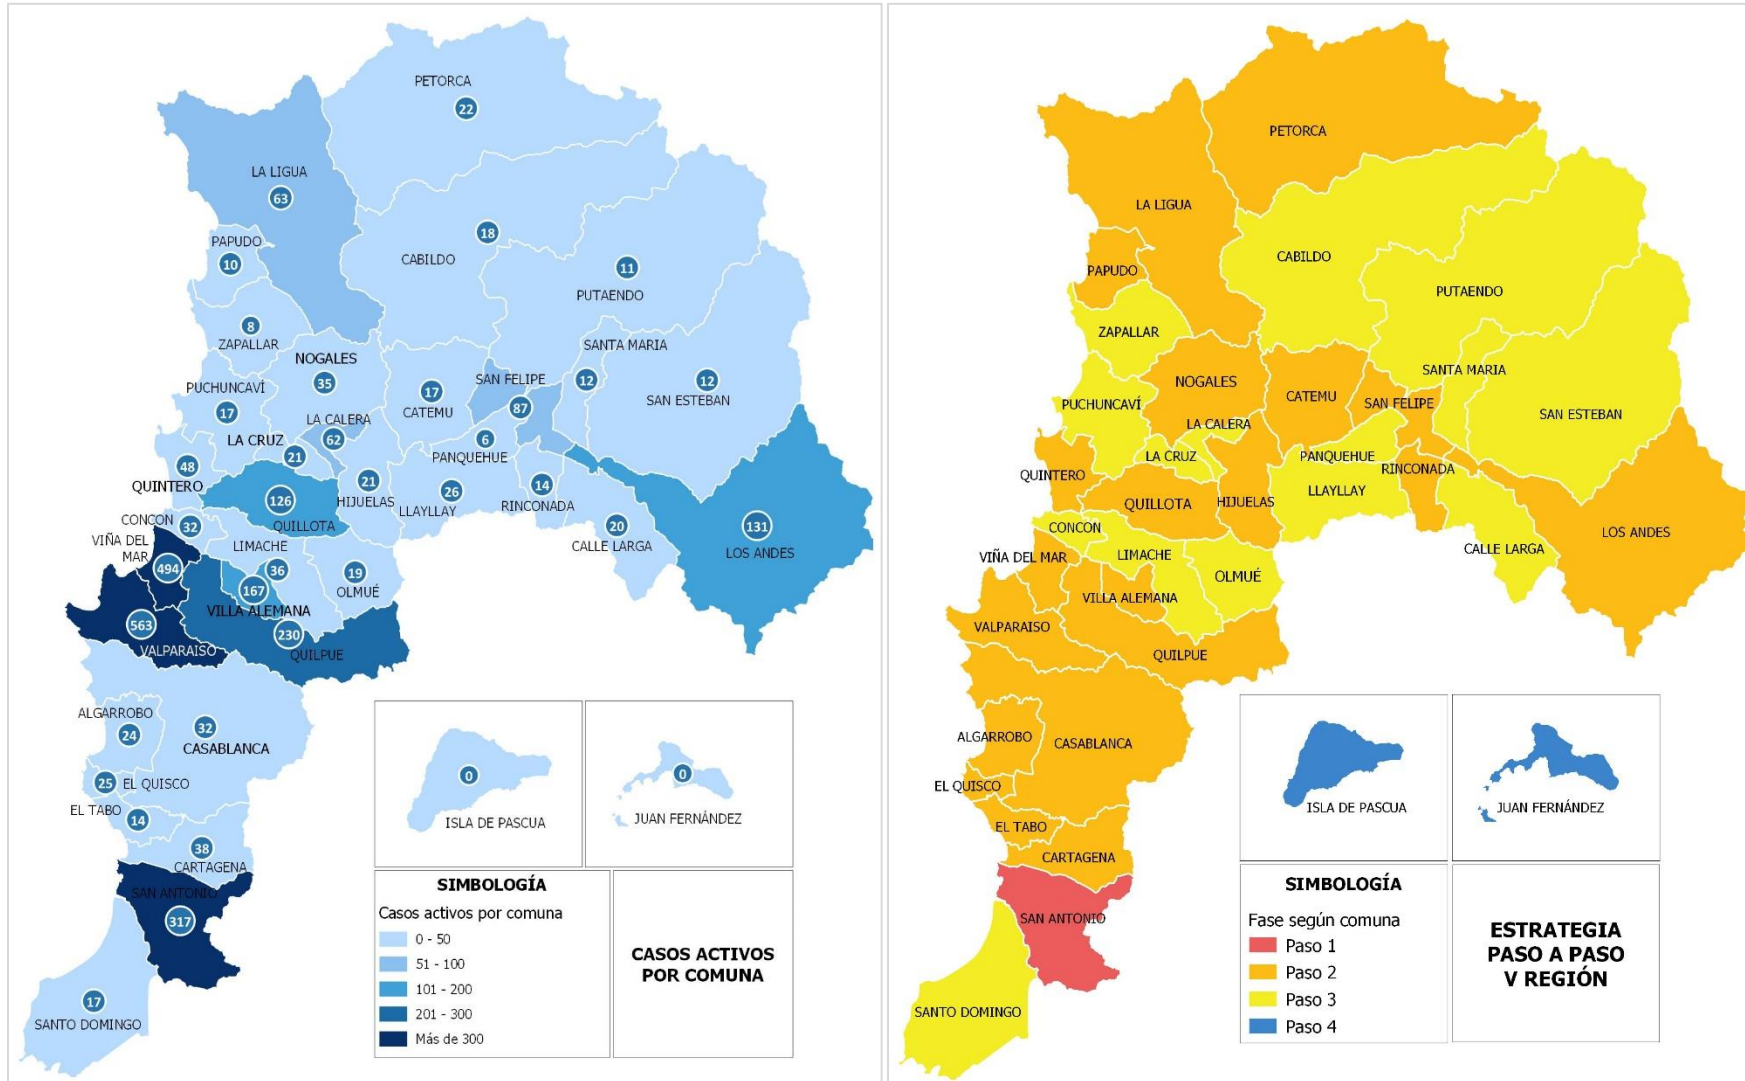 PETORCA
22
LA LIGUA
63
PAPUDO
10
18
CABILDO
11
PUTAENDO
8
ZAPALLAR
NOGALES
35
SANTA MARIA
12
12
SAN ESTEBAN
SAN FELIPE
87
17
CATEMU
PUCHUNCAVÍ
17
LA CALERA
62
LA CRUZ
21
6
PANQUEHUE
48
QUINTERO
21
HIJUELAS
26
LLAYLLAY
14
RINCONADA
126
QUILLOTA
CONCON
32
20
CALLE LARGA
131
LOS ANDES
VIÑA DEL
MAR
494
LIMACHE
36
19
OLMUÉ
167
VILLA ALEMANA
563
VALPARAISO
230
QUILPUE
ALGARROBO
24
32
CASABLANCA
25
EL QUISCO
EL TABO
14
38
CARTAGENA
SAN ANTONIO
317
17
SANTO DOMINGO
0
ISLA DE PASCUA
0
JUAN FERNÁNDEZ
SIMBOLOGÍA
Casos activos por comuna
0 - 50
51 - 100
101 - 200
201 - 300
Más de 300
CASOS ACTIVOS
POR COMUNA
PETORCA
LA LIGUA
PAPUDO
CABILDO
PUTAENDO
ZAPALLAR
SANTA MARIA
NOGALES
CATEMU
SAN FELIPE
SAN ESTEBAN
PUCHUNCAVÍ
LA CALERA
LA CRUZ
PANQUEHUE
RINCONADA
QUINTERO
LLAYLLAY
QUILLOTA
HIJUELAS
CONCON
LOS ANDES
CALLE LARGA
VIÑA DEL MAR
LIMACHE
OLMUÉ
VILLA ALEMANA
VALPARAISO
QUILPUE
ALGARROBO
CASABLANCA
EL QUISCO
EL TABO
CARTAGENA
SAN ANTONIO
SANTO DOMINGO
ISLA DE PASCUA
JUAN FERNÁNDEZ
SIMBOLOGÍA
Fase según comuna
Paso 1
Paso 2
Paso 3
Paso 4
ESTRATEGIA
PASO A PASO
V REGIÓN